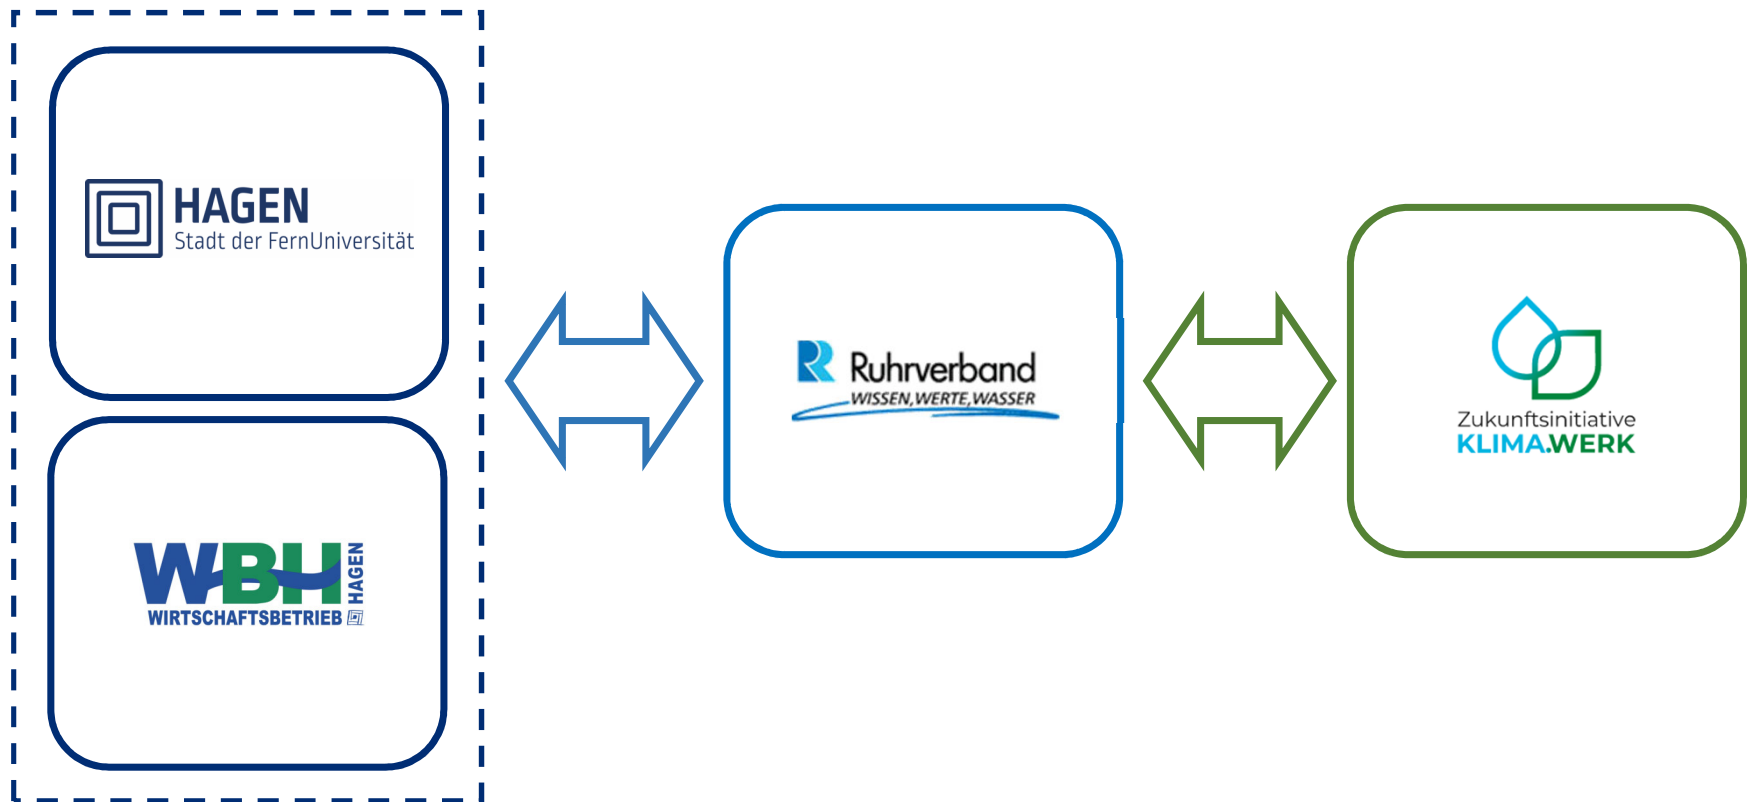 HAGEN
Stadt der FernUniversität
WBH HAGEN
WIRTSCHAFTSBETRIEB
Ruhrverband
WISSEN, WERTE, WASSER
Zukunftsinitiative
KLIMA.WERK